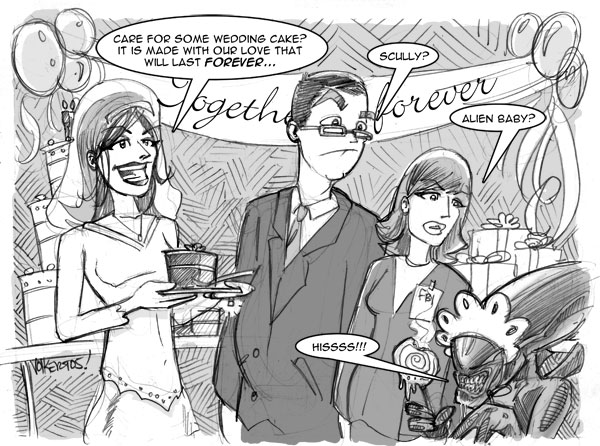 CARE FOR SOME WEDDING CAKE?
IT IS MADE WITH OUR LOVE THAT
WILL LAST FOREVER...
SCULLY?
Together forever
ALIEN BABY?
FBI
HISSSS!!!